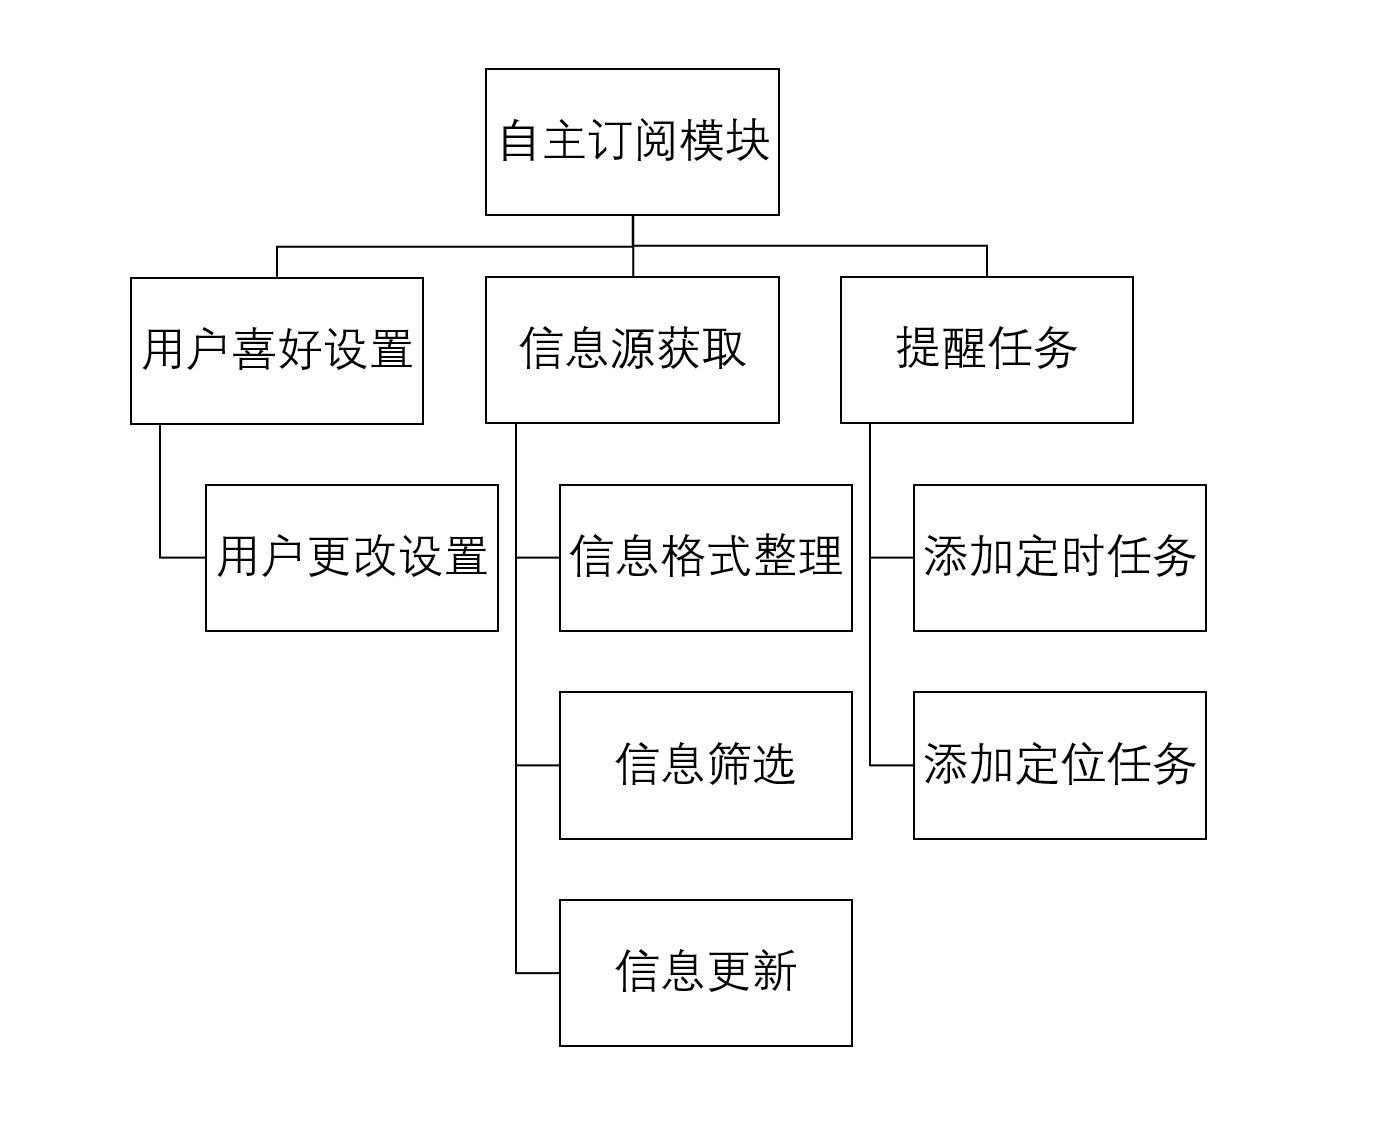 自主订阅模块
用户喜好设置
信息源获取
提醒任务
用户更改设置
信息格式整理
添加定时任务
信息筛选
添加定位任务
信息更新